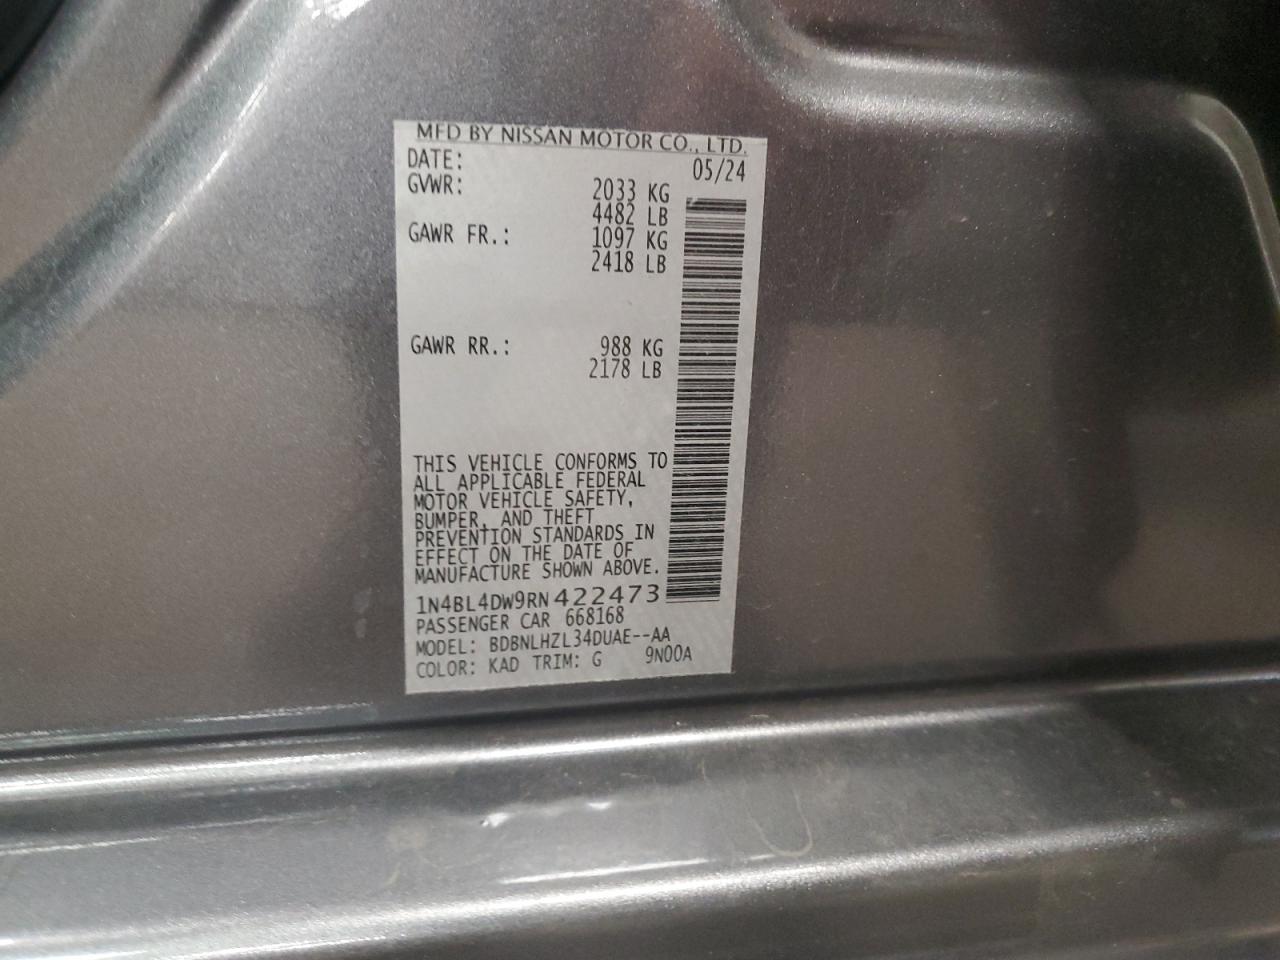 MFD BY NISSAN MOTOR CO., LTD.
DATE: 05/24
GVWR: 2033 KG
4482 LB
GAWR FR.: 1097 KG
2418 LB
GAWR RR.: 988 KG
2178 LB
THIS VEHICLE CONFORMS TO
ALL APPLICABLE FEDERAL
MOTOR VEHICLE SAFETY,
BUMPER, AND THEFT
PREVENTION STANDARDS IN
EFFECT ON THE DATE OF
MANUFACTURE SHOWN ABOVE.
1N4BL4DW9RN422473
PASSENGER CAR 668168
MODEL: BDBNLHZL34DUAE--AA
COLOR: KAD TRIM: G 9N00A